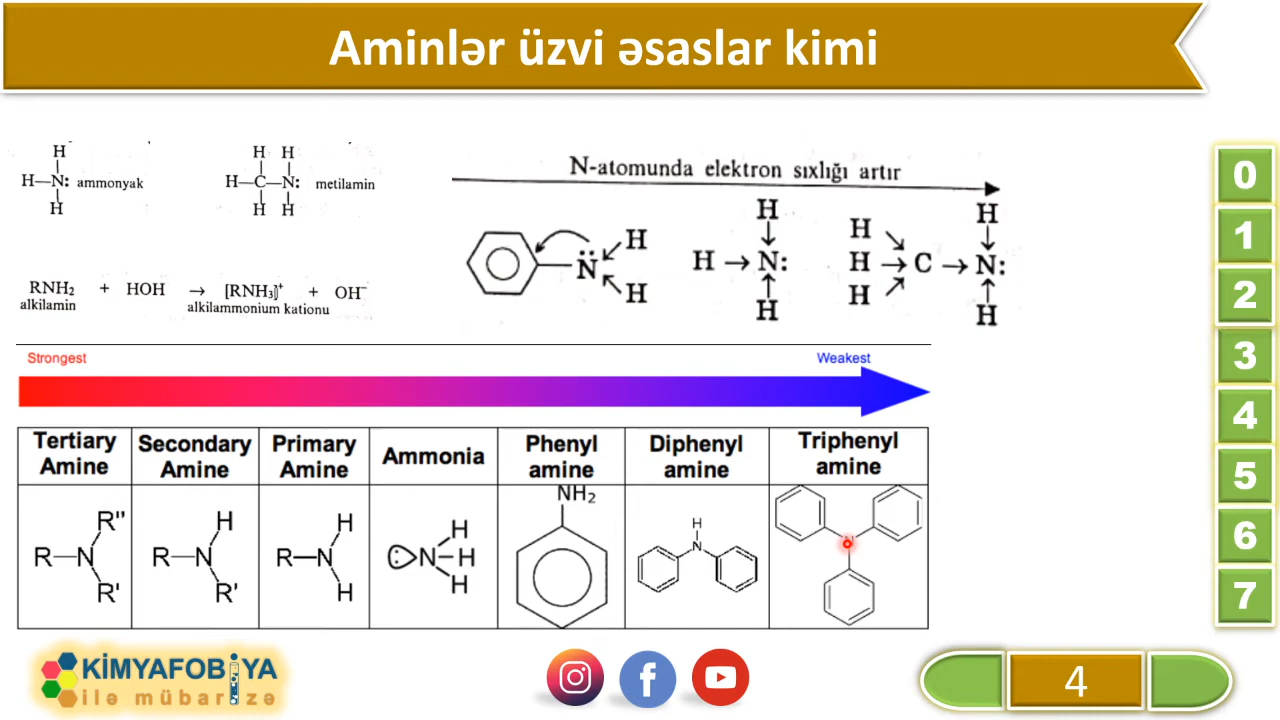 Aminlər üzvi əsaslar kimi
H
H—N: ammonyak
H
H H
H—C—N: metilamin
H H
RNH₂ + HOH → [RNH₃]⁺ + OH⁻
alkilamin alkilammonium kationu
N-atomunda elektron sıxlığı artır
H
N̈
H
H
H → N:
H
H
H → C → N:
H
H
H
Strongest Weakest
Tertiary Amine
Secondary Amine
Primary Amine
Ammonia
Phenyl amine
Diphenyl amine
Triphenyl amine
R—N
R"
R'
R—N
H
R'
R—N
H
H
N
H
H
H
NH₂
H
N
N
0
1
2
3
4
5
6
7
KİMYAFOBİYA
ilə mübarizə
f
4